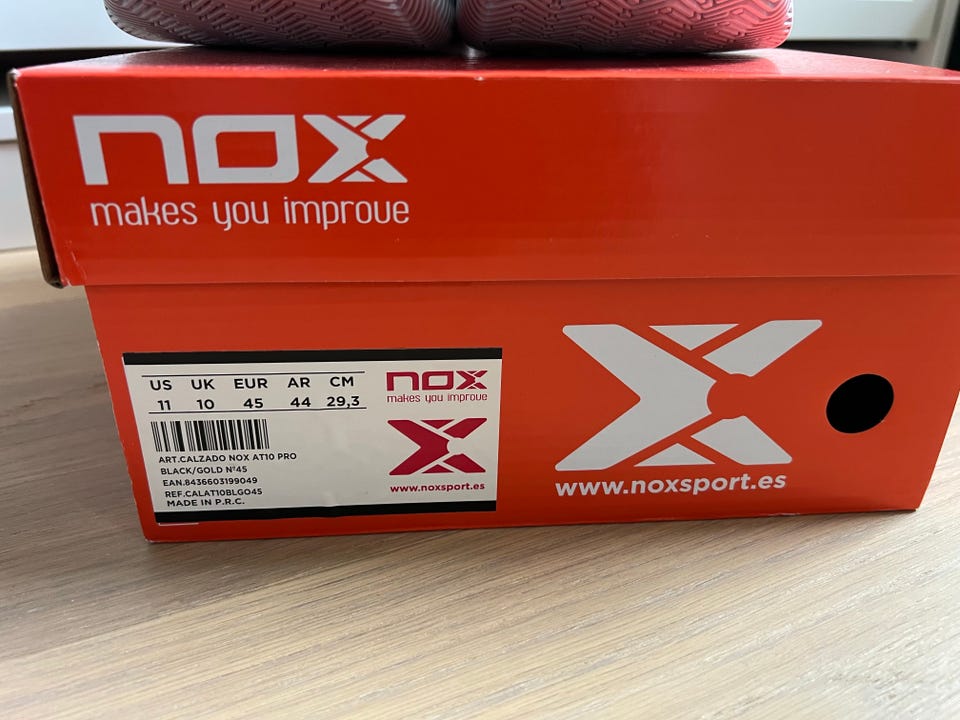 nox
makes you improve
US UK EUR AR CM
11 10 45 44 29,3
ART.CALZADO NOX AT10 PRO
BLACK/GOLD Nº45
EAN.8436603199049
REF.CALAT10BLGO45
MADE IN P.R.C.
nox
makes you improve
www.noxsport.es
www.noxsport.es